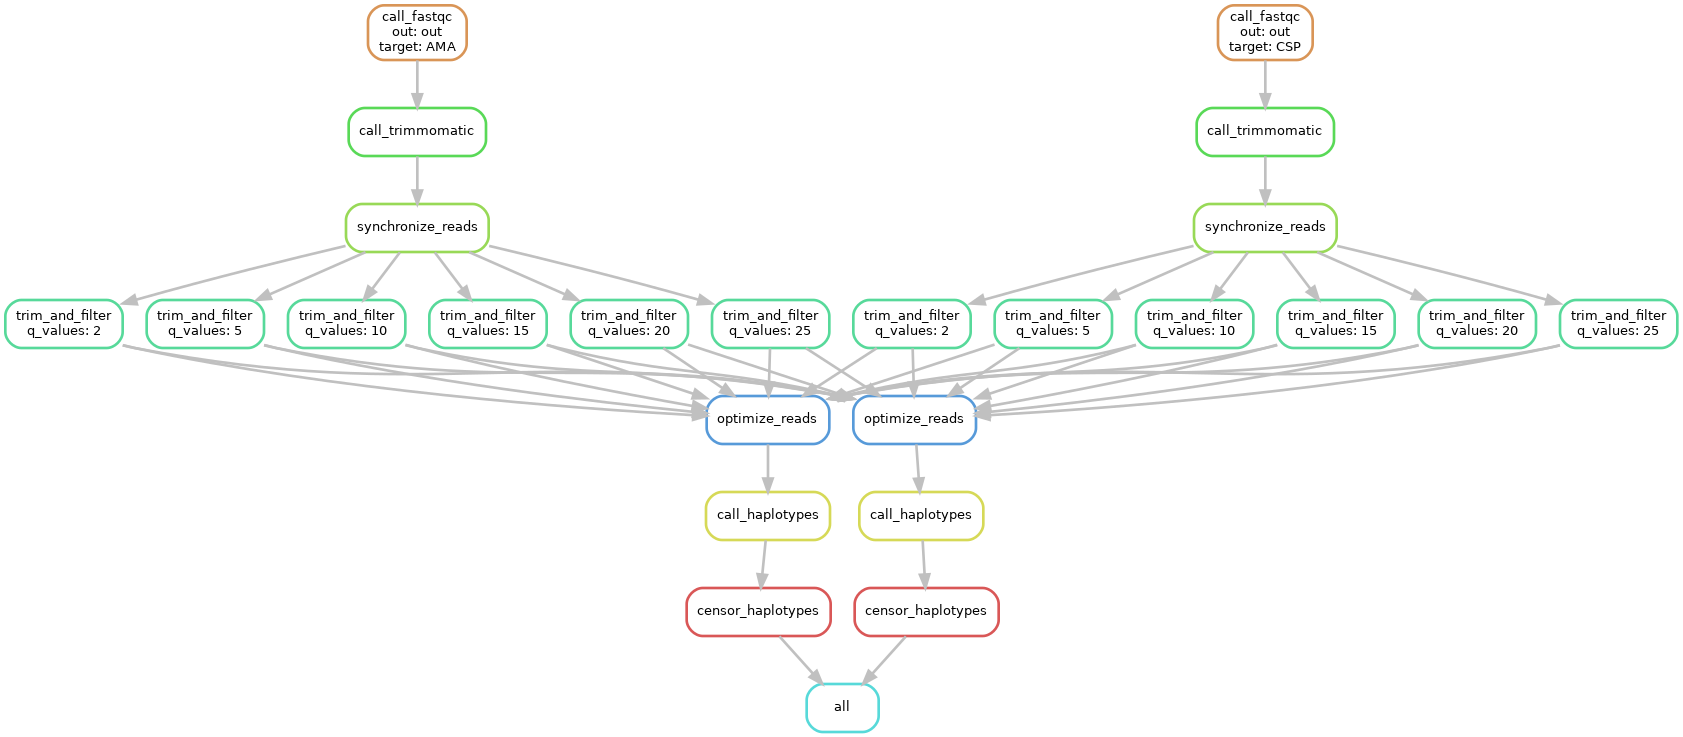 call_fastqc
out: out
target: AMA
call_fastqc
out: out
target: CSP
call_trimmomatic
call_trimmomatic
synchronize_reads
synchronize_reads
trim_and_filter
q_values: 2
trim_and_filter
q_values: 5
trim_and_filter
q_values: 10
trim_and_filter
q_values: 15
trim_and_filter
q_values: 20
trim_and_filter
q_values: 25
trim_and_filter
q_values: 2
trim_and_filter
q_values: 5
trim_and_filter
q_values: 10
trim_and_filter
q_values: 15
trim_and_filter
q_values: 20
trim_and_filter
q_values: 25
optimize_reads
optimize_reads
call_haplotypes
call_haplotypes
censor_haplotypes
censor_haplotypes
all